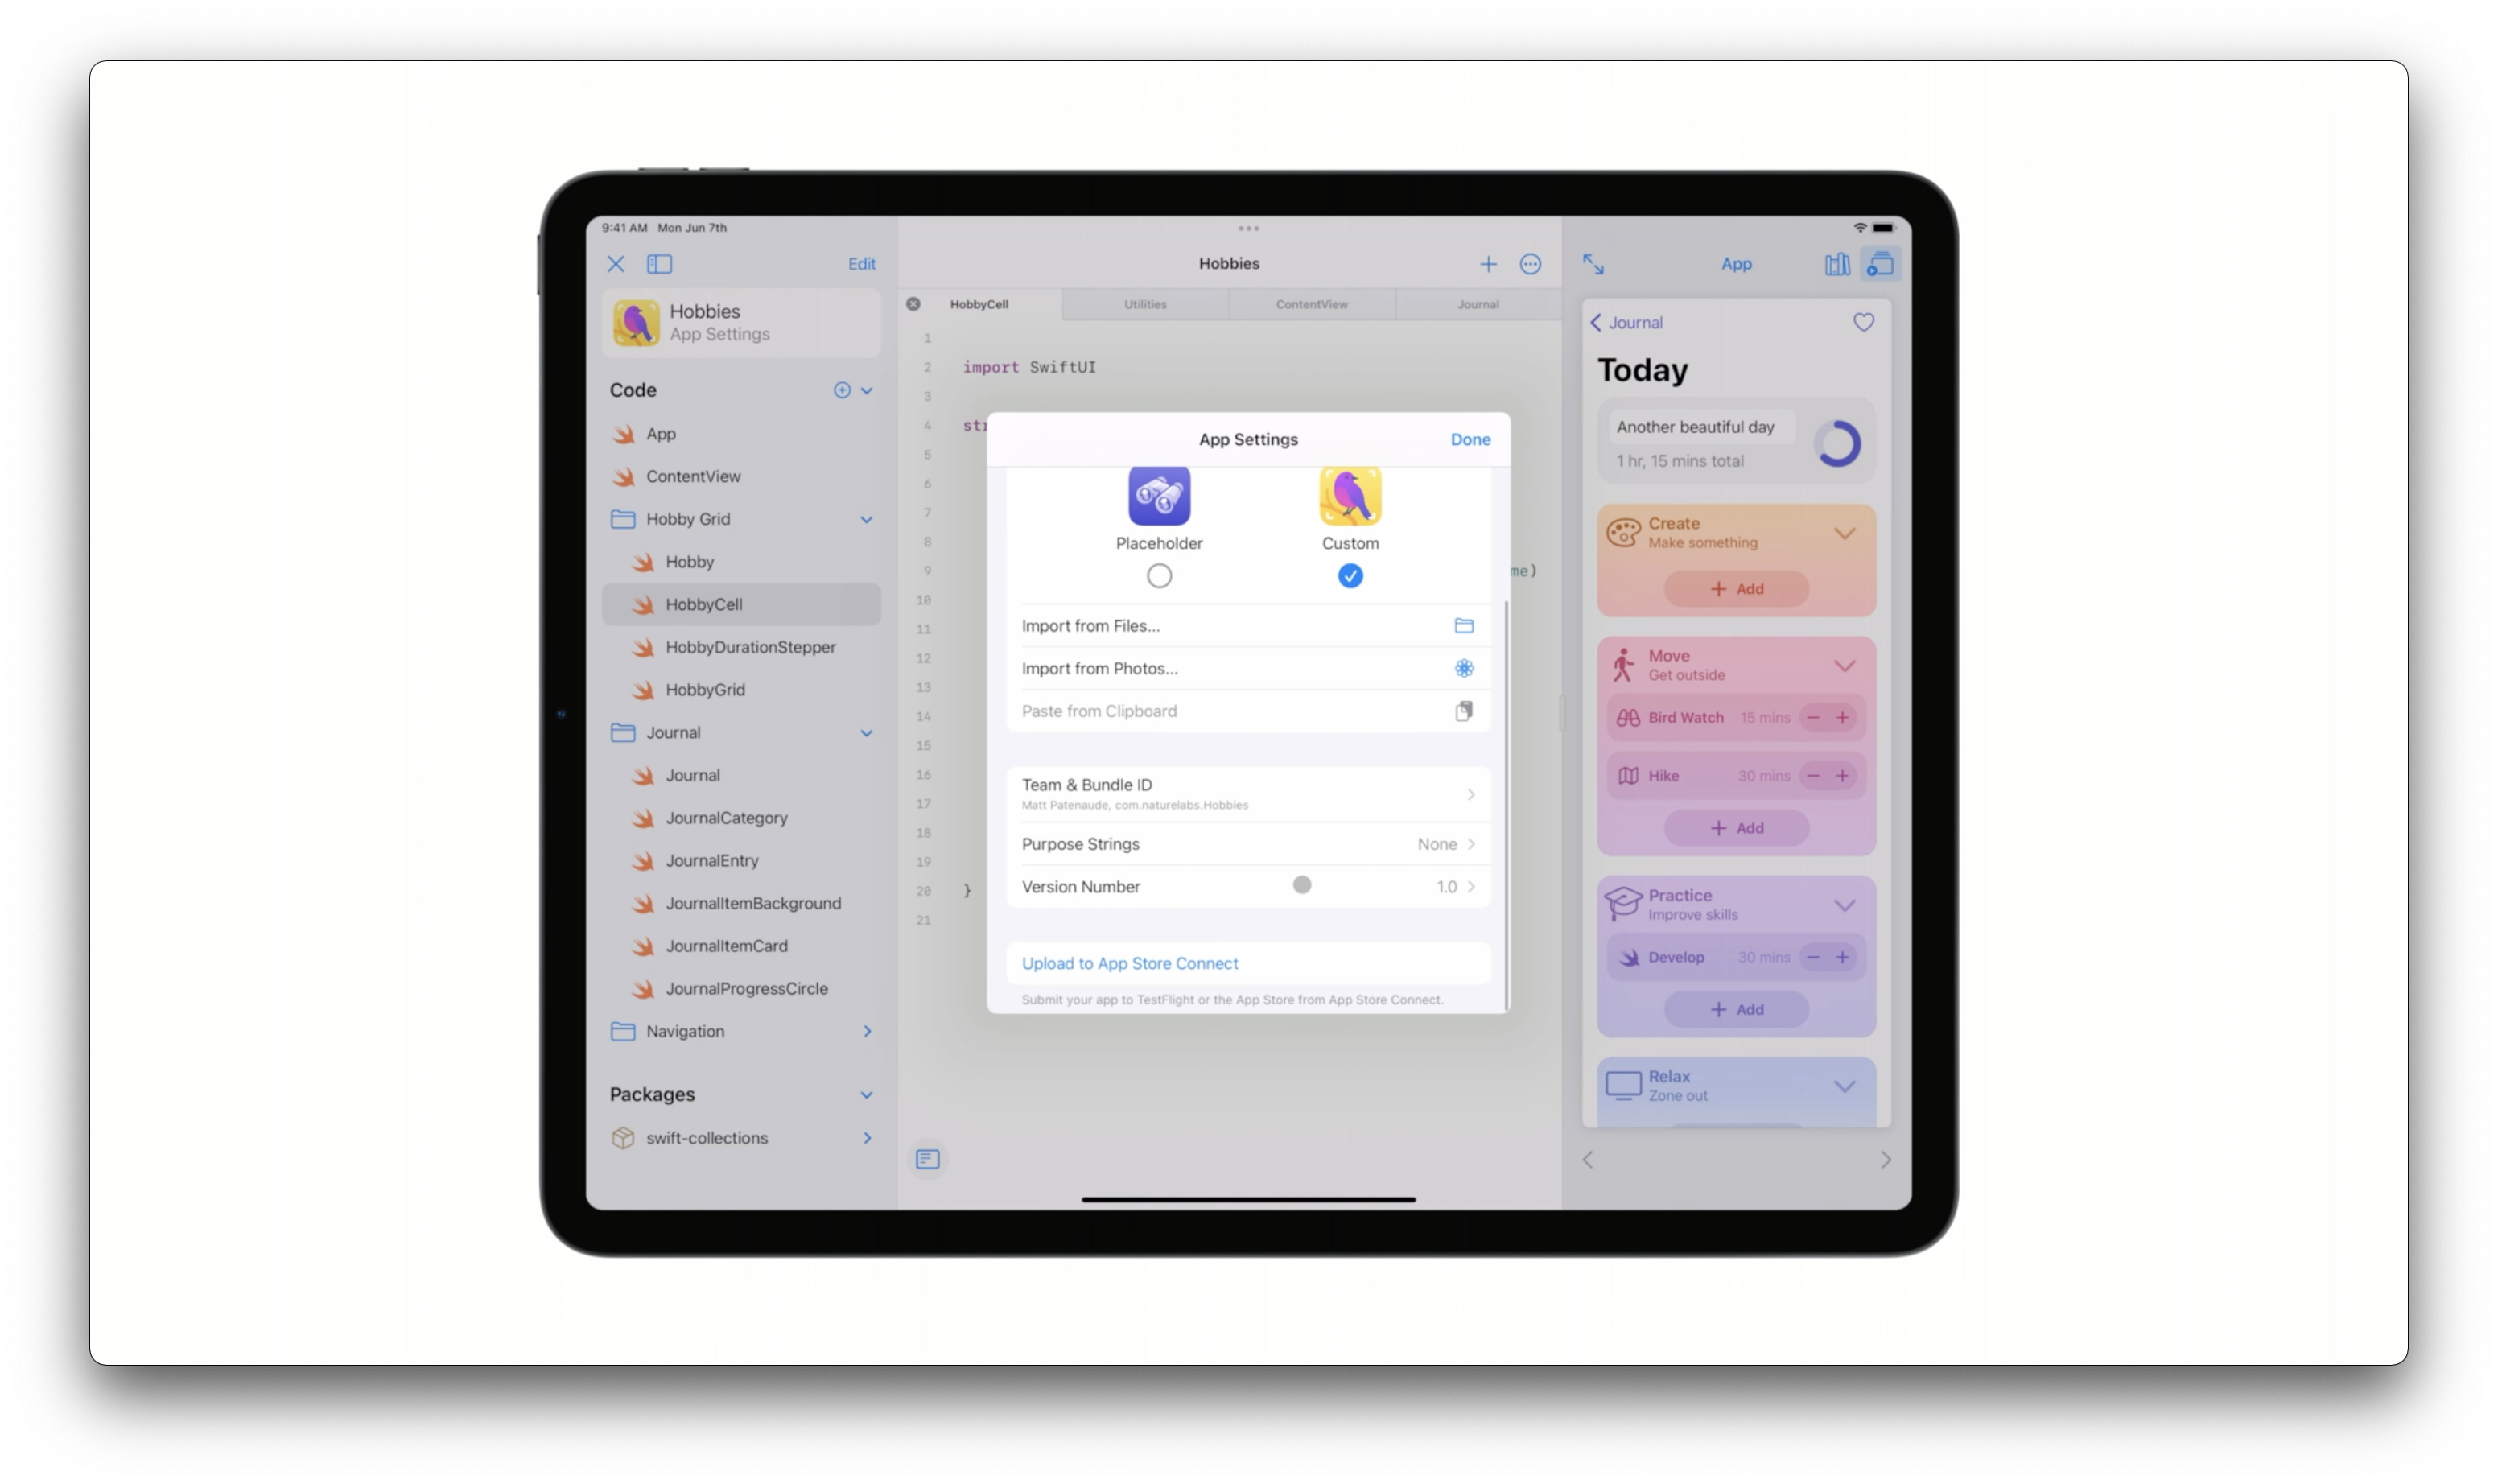 9:41 AM Mon Jun 7th
Edit
Hobbies
App Settings
Code
App
ContentView
Hobby Grid
Hobby
HobbyCell
HobbyDurationStepper
HobbyGrid
Journal
Journal
JournalCategory
JournalEntry
JournalItemBackground
JournalItemCard
JournalProgressCircle
Navigation
Packages
swift-collections
Hobbies
HobbyCell
Utilities
ContentView
Journal
1
2 import SwiftUI
3
4 str
5
6
7
8
9 me)
10
11
12
13
14
15
16
17
18
19
20 }
21
App Settings
Done
Placeholder
Custom
Import from Files...
Import from Photos...
Paste from Clipboard
Team & Bundle ID
Matt Patenaude, com.naturelabs.Hobbies
Purpose Strings None
Version Number 1.0
Upload to App Store Connect
Submit your app to TestFlight or the App Store from App Store Connect.
App
Journal
Today
Another beautiful day
1 hr, 15 mins total
Create
Make something
+ Add
Move
Get outside
Bird Watch 15 mins − +
Hike 30 mins − +
+ Add
Practice
Improve skills
Develop 30 mins − +
+ Add
Relax
Zone out